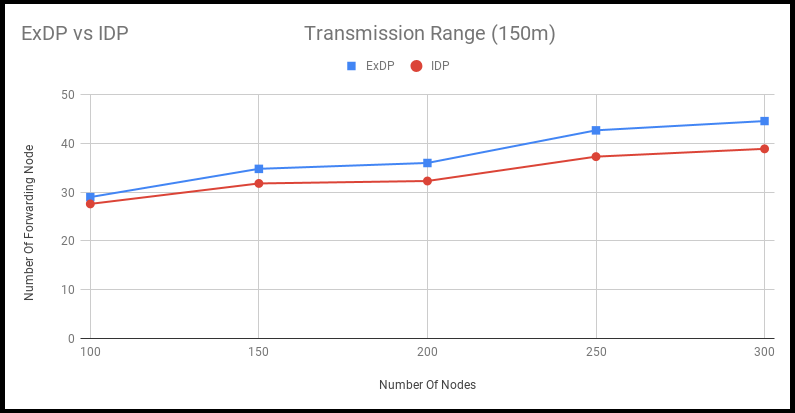 ExDP vs IDP
Transmission Range (150m)
ExDP IDP
50
40
30
20
10
0
Number Of Forwarding Node
100 150 200 250 300
Number Of Nodes